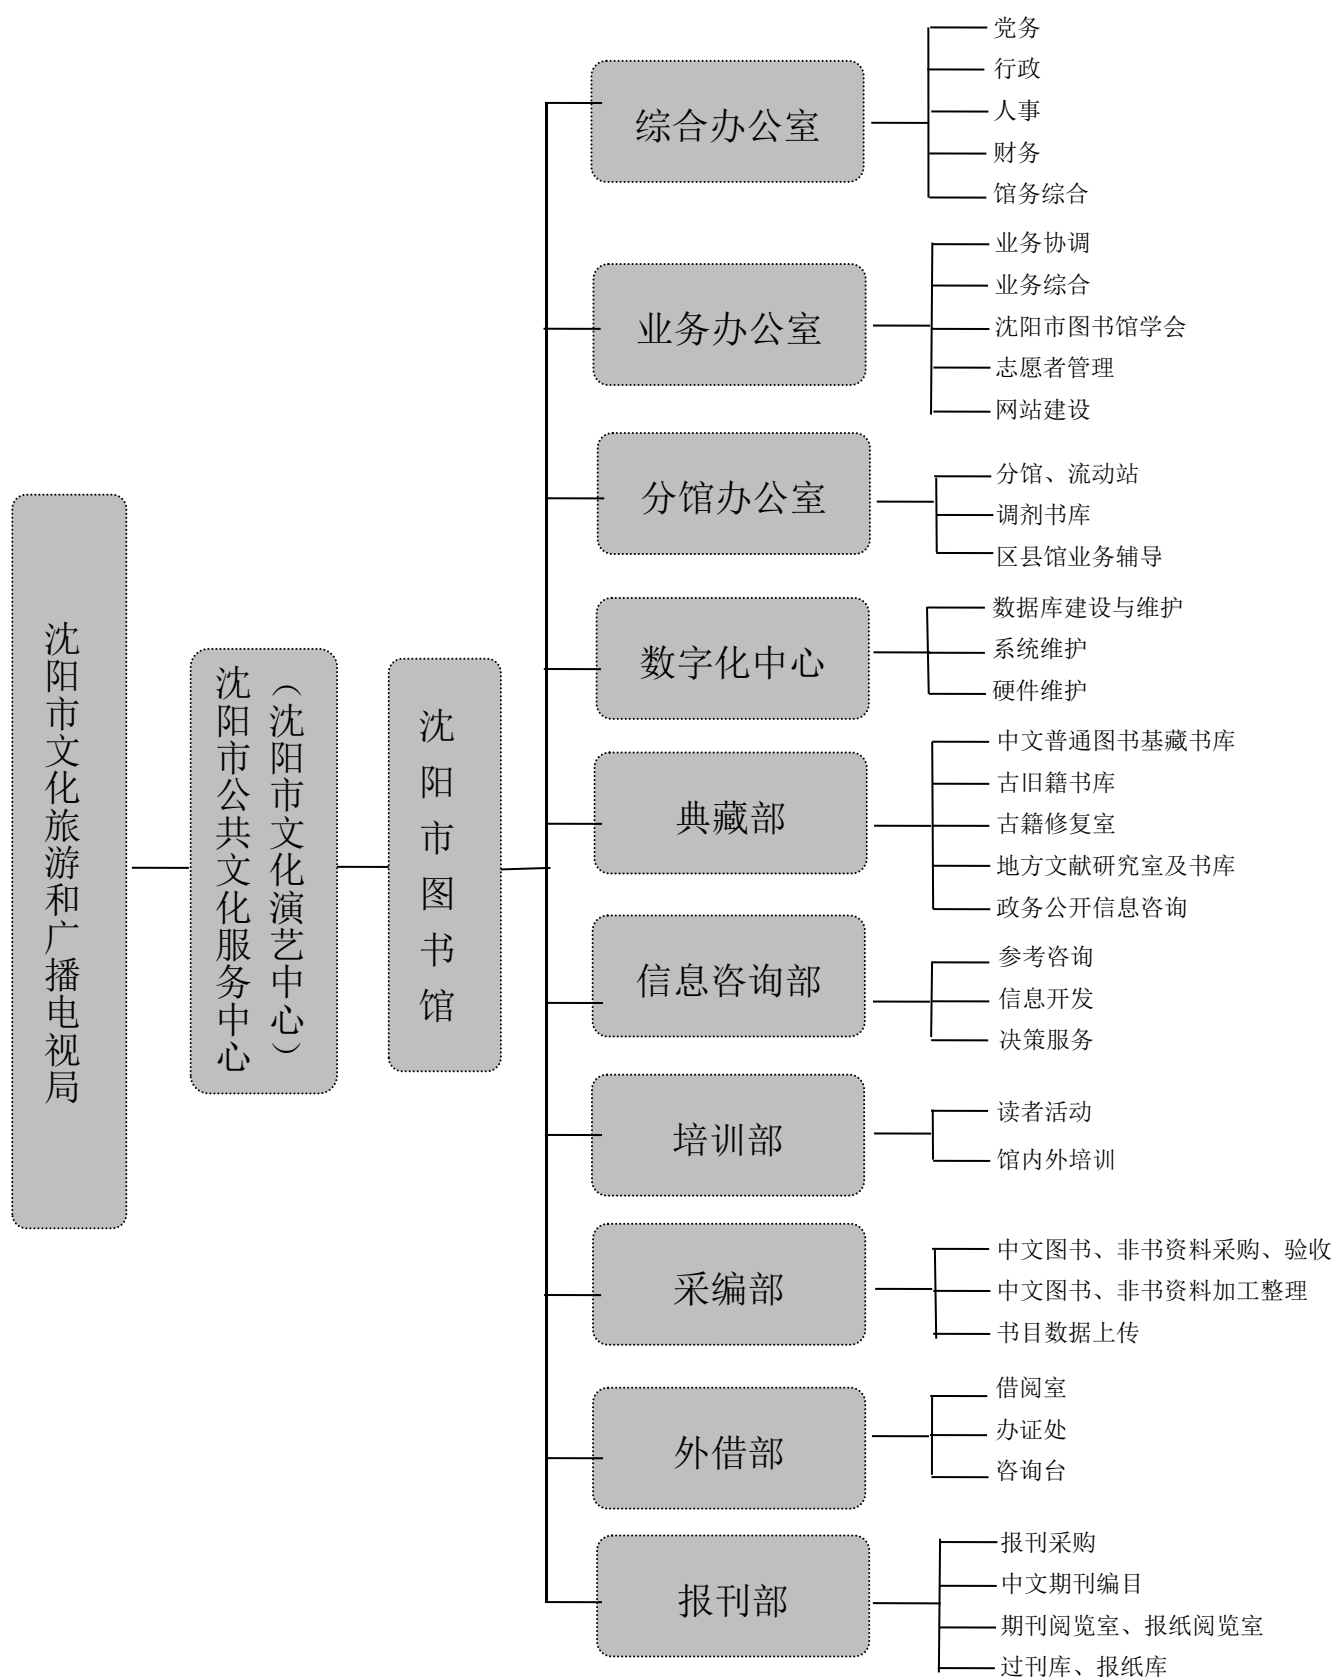 沈阳市文化旅游和广播电视局
沈阳市公共文化服务中心
（沈阳市文化演艺中心）
沈阳市图书馆
综合办公室
党务
行政
人事
财务
馆务综合
业务办公室
业务协调
业务综合
沈阳市图书馆学会
志愿者管理
网站建设
分馆办公室
分馆、流动站
调剂书库
区县馆业务辅导
数字化中心
数据库建设与维护
系统维护
硬件维护
典藏部
中文普通图书基藏书库
古旧籍书库
古籍修复室
地方文献研究室及书库
政务公开信息咨询
信息咨询部
参考咨询
信息开发
决策服务
培训部
读者活动
馆内外培训
采编部
中文图书、非书资料采购、验收
中文图书、非书资料加工整理
书目数据上传
外借部
借阅室
办证处
咨询台
报刊部
报刊采购
中文期刊编目
期刊阅览室、报纸阅览室
过刊库、报纸库